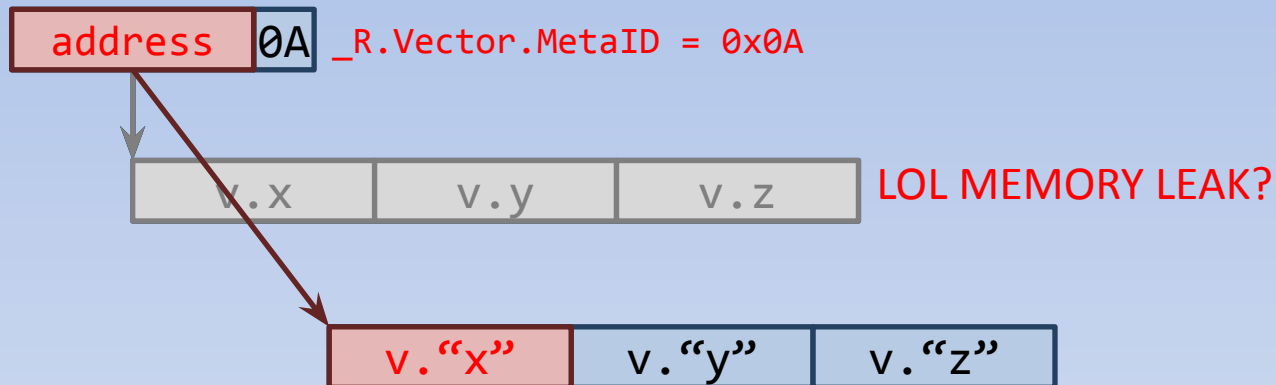 address 0A _R.Vector.MetaID = 0x0A
v.x v.y v.z LOL MEMORY LEAK?
v.“x” v.“y” v.“z”